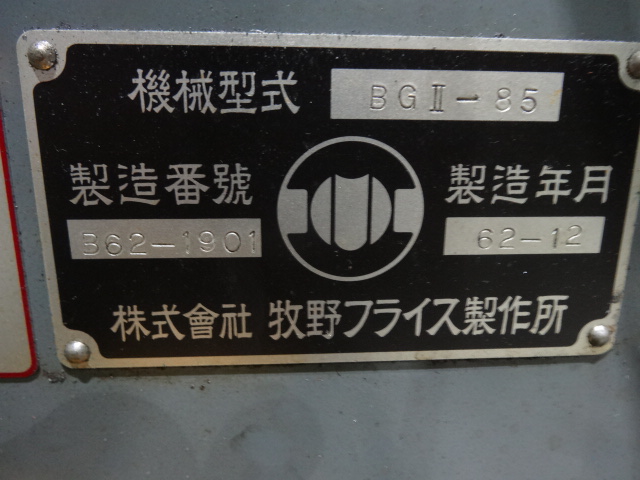 機械型式 BGⅡ-85
製造番號 製造年月
B62-1901 62-12
株式會社 牧野フライス製作所